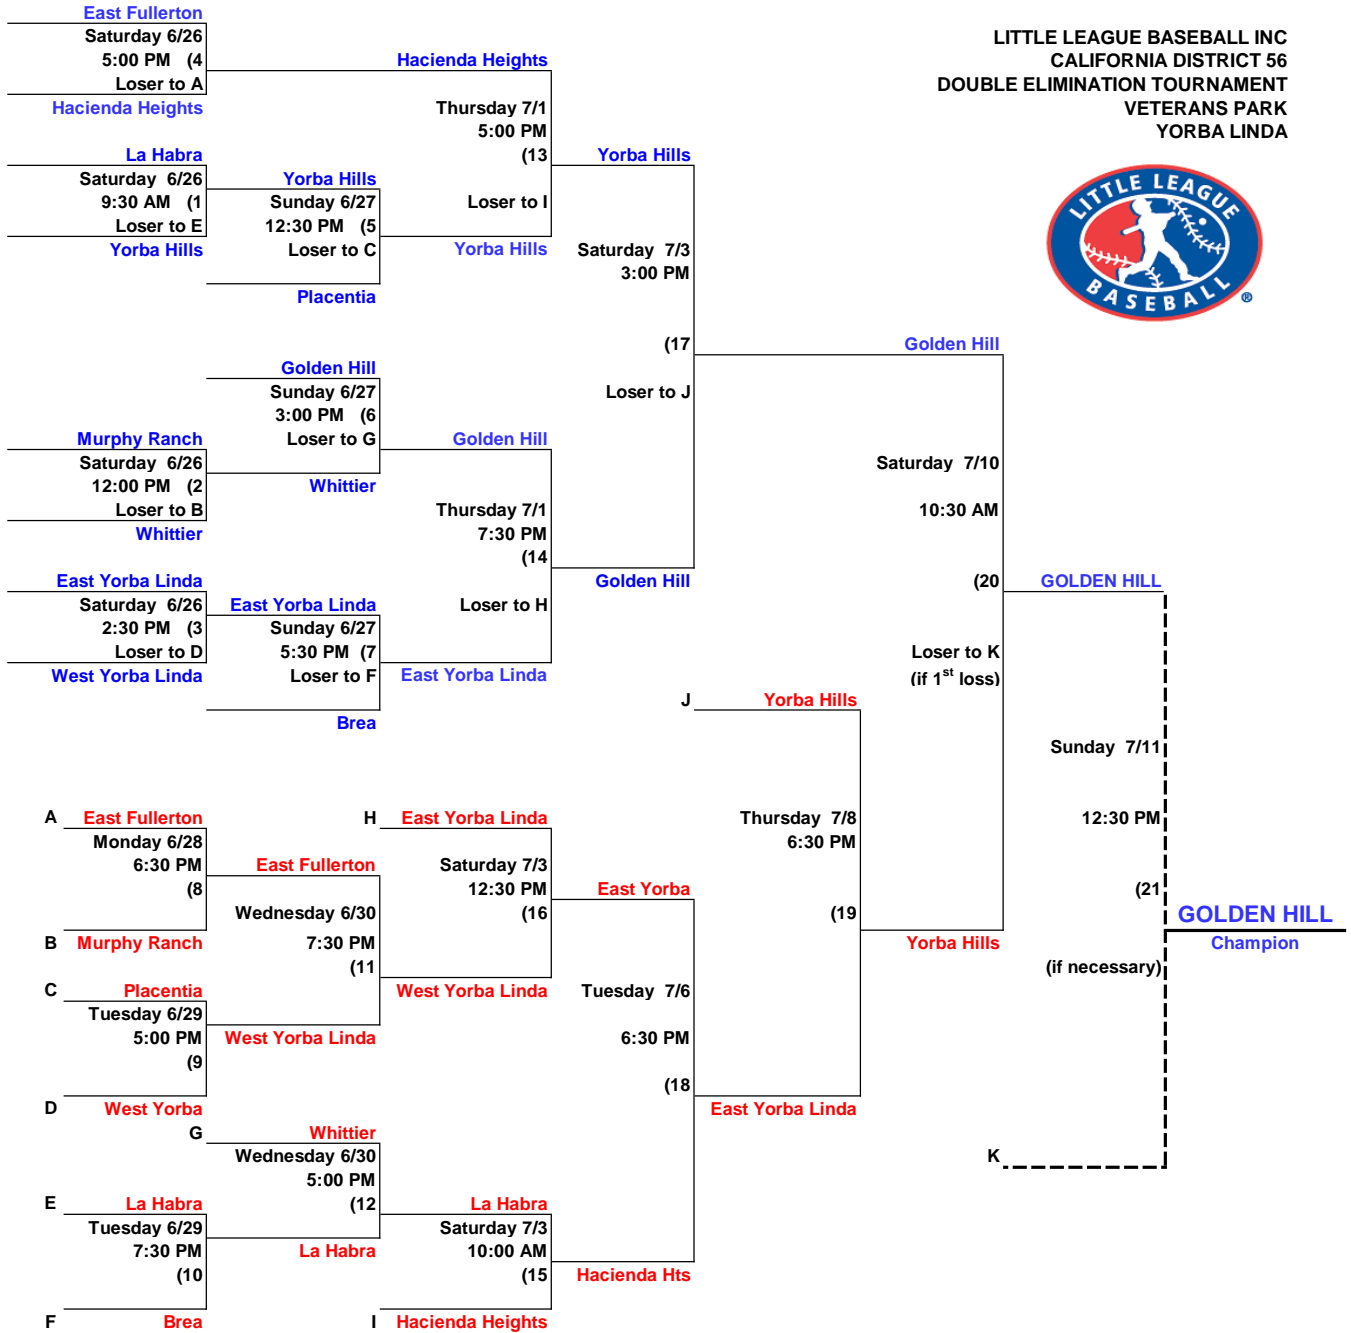 East Fullerton
Saturday 6/26
5:00 PM (4
Loser to A
Hacienda Heights
La Habra
Saturday 6/26
9:30 AM (1
Loser to E
Yorba Hills
Yorba Hills
Sunday 6/27
12:30 PM (5
Loser to C
Placentia
Hacienda Heights
Thursday 7/1
5:00 PM
(13
Loser to I
Yorba Hills
LITTLE LEAGUE BASEBALL INC
CALIFORNIA DISTRICT 56
DOUBLE ELIMINATION TOURNAMENT
VETERANS PARK
YORBA LINDA
LITTLE LEAGUE
BASEBALL
®
Golden Hill
Sunday 6/27
3:00 PM (6
Loser to G
Whittier
Murphy Ranch
Saturday 6/26
12:00 PM (2
Loser to B
Whittier
East Yorba Linda
Saturday 6/26
2:30 PM (3
Loser to D
West Yorba Linda
East Yorba Linda
Sunday 6/27
5:30 PM (7
Loser to F
Brea
Golden Hill
Thursday 7/1
7:30 PM
(14
Loser to H
East Yorba Linda
Yorba Hills
Saturday 7/3
3:00 PM
(17
Loser to J
Golden Hill
Golden Hill
Saturday 7/10
10:30 AM
(20
Loser to K
(if 1st loss)
Yorba Hills
GOLDEN HILL
Sunday 7/11
12:30 PM
(21
(if necessary)
K
GOLDEN HILL
Champion
A East Fullerton
Monday 6/28
6:30 PM
(8
B Murphy Ranch
C Placentia
Tuesday 6/29
5:00 PM
(9
D West Yorba
East Fullerton
Wednesday 6/30
7:30 PM
(11
West Yorba Linda
H East Yorba Linda
Saturday 7/3
12:30 PM
(16
West Yorba Linda
G Whittier
Wednesday 6/30
5:00 PM
(12
La Habra
E La Habra
Tuesday 6/29
7:30 PM
(10
F Brea
La Habra
Saturday 7/3
10:00 AM
(15
I Hacienda Heights
East Yorba
Tuesday 7/6
6:30 PM
(18
Hacienda Hts
J Yorba Hills
Thursday 7/8
6:30 PM
(19
East Yorba Linda